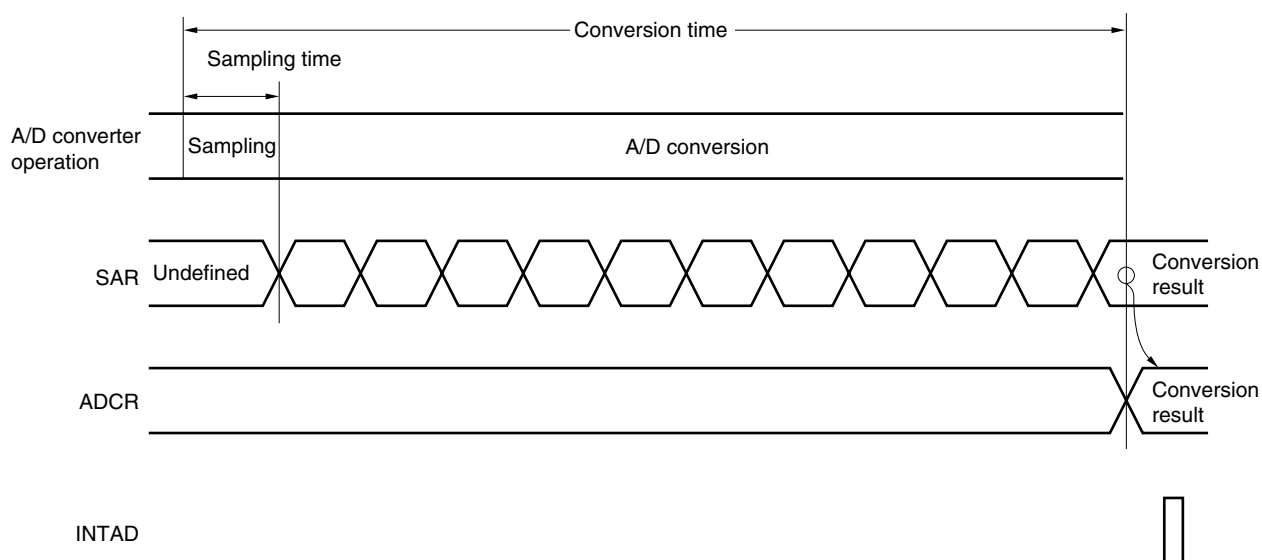 Conversion time
Sampling time
A/D converter
operation
Sampling
A/D conversion
SAR
Undefined
Conversion
result
ADCR
Conversion
result
INTAD